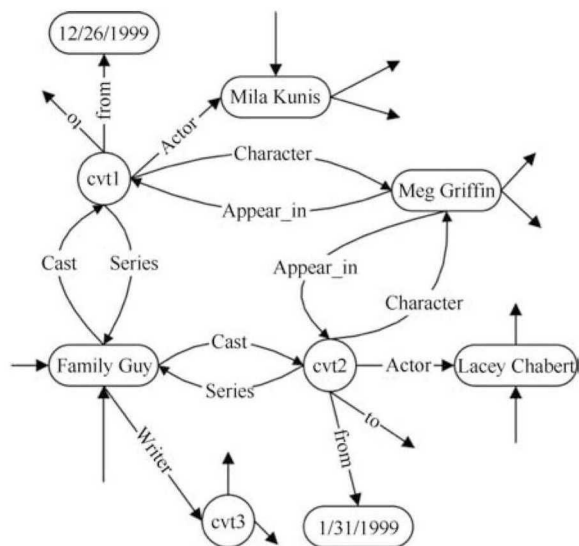 12/26/1999
from
to
Actor
Mila Kunis
cvt1
Character
Meg Griffin
Appear_in
Cast
Series
Appear_in
Character
Family Guy
Cast
Series
cvt2
Actor
Lacey Chabert
Writer
from
to
cvt3
1/31/1999